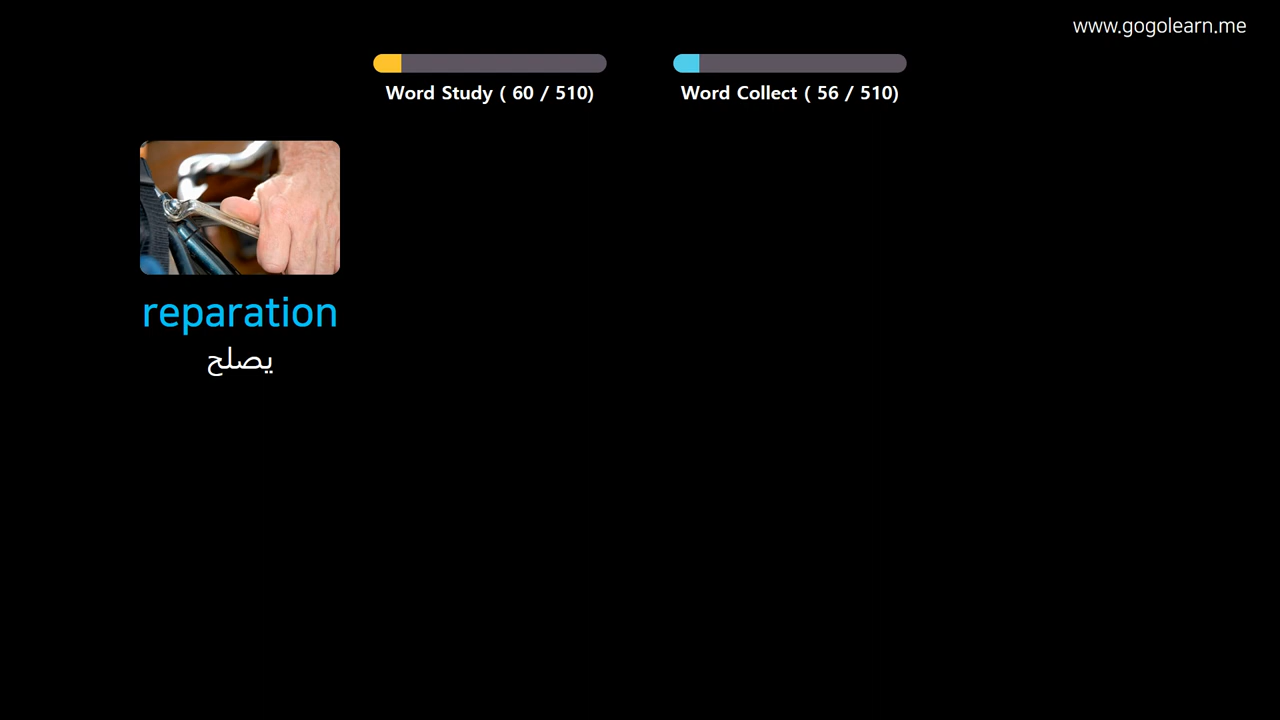 www.gogolearn.me
Word Study ( 60 / 510)
Word Collect ( 56 / 510)
reparation
يصلح